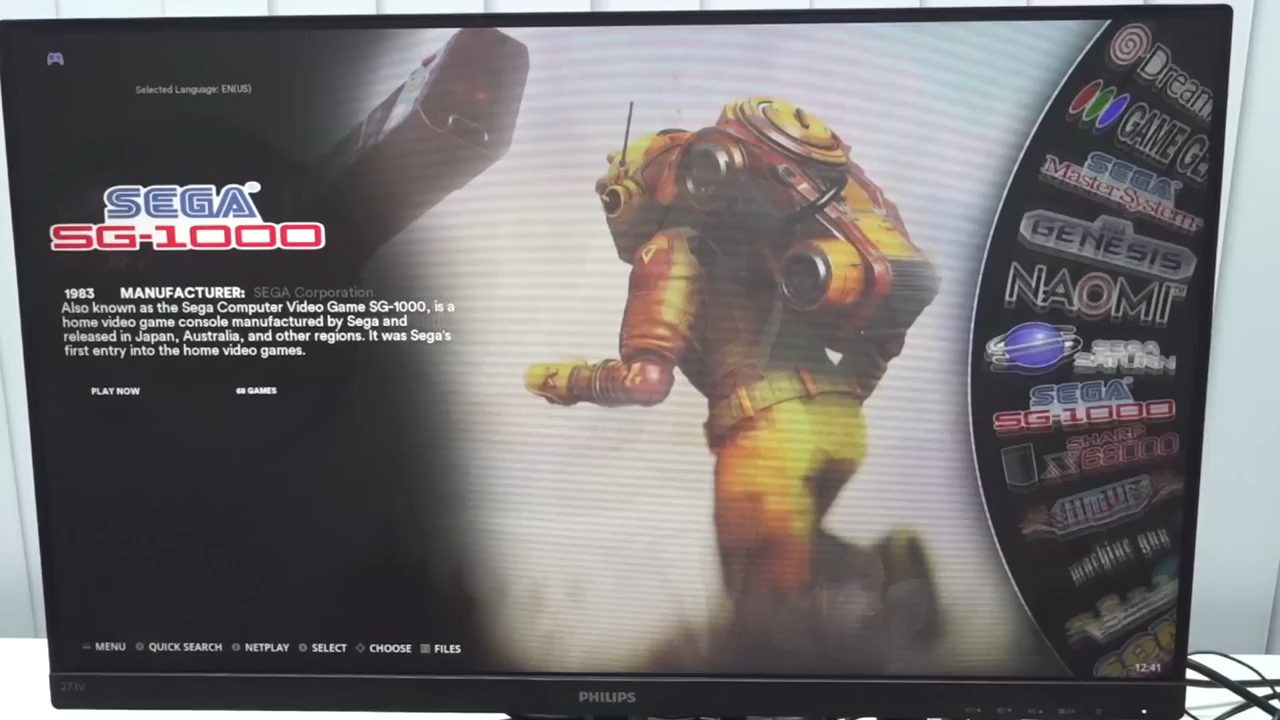 Selected Language: EN(US)
SEGA
SG-1000
1983 MANUFACTURER: SEGA Corporation
Also known as the Sega Computer Video Game SG-1000, is a
home video game console manufactured by Sega and
released in Japan, Australia, and other regions. It was Sega's
first entry into the home video games.
PLAY NOW 68 GAMES
GAME GE
SEGA
Master System
GENESIS
NAOMI
SEGA
SATURN
SEGA
SG-1000
SHARP
X68000
machine gun
12:41
MENU QUICK SEARCH NETPLAY SELECT CHOOSE FILES
273V
PHILIPS